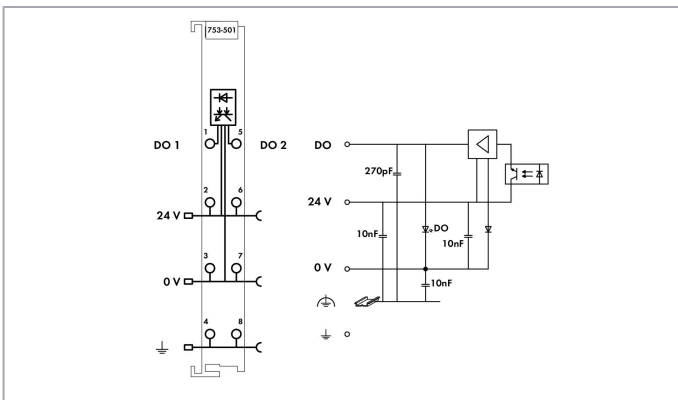 753-501
1 5
DO 1 DO 2
2 6
24 V
3 7
0 V
4 8
DO
270pF
24 V
10nF
DO
10nF
0 V
10nF